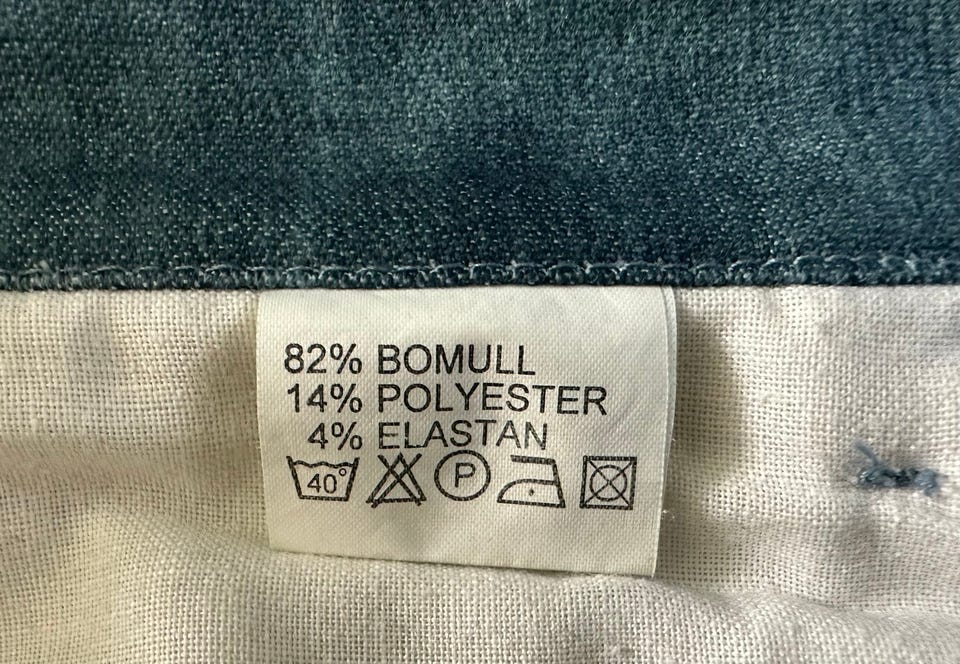 82% BOMULL
14% POLYESTER
4% ELASTAN
40° P